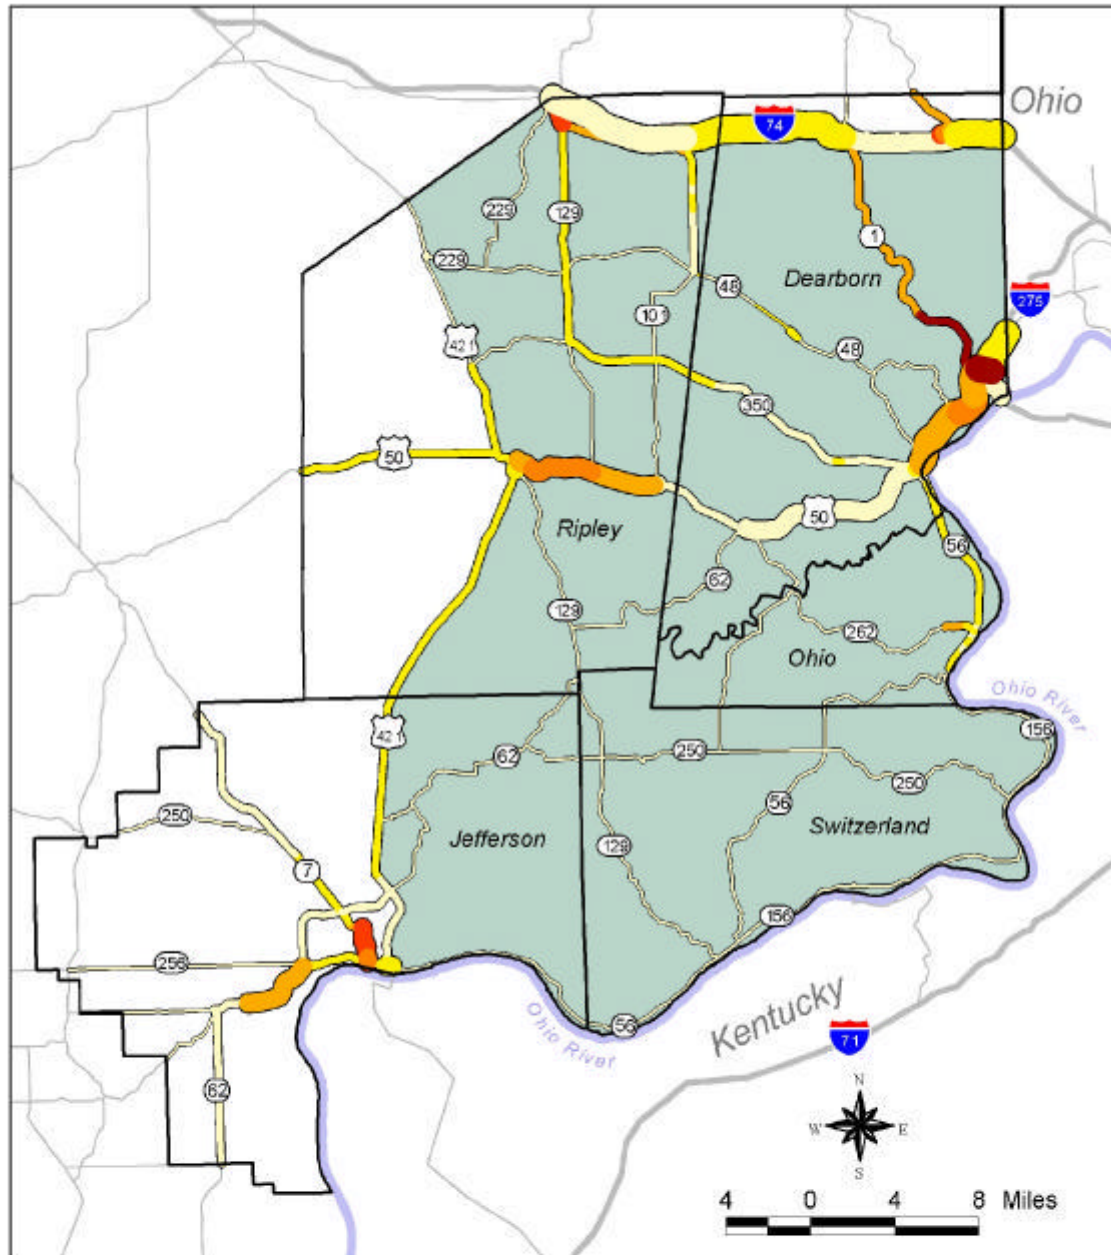 Ohio
74
229
129
1
229
48
Dearborn
275
101
421
48
350
50
50
Ripley
56
62
129
262
Ohio
Ohio River
156
421
62
250
250
56
250
Switzerland
Jefferson
129
7
156
256
Kentucky
56
Ohio River
71
62
N
W E
S
4 0 4 8 Miles